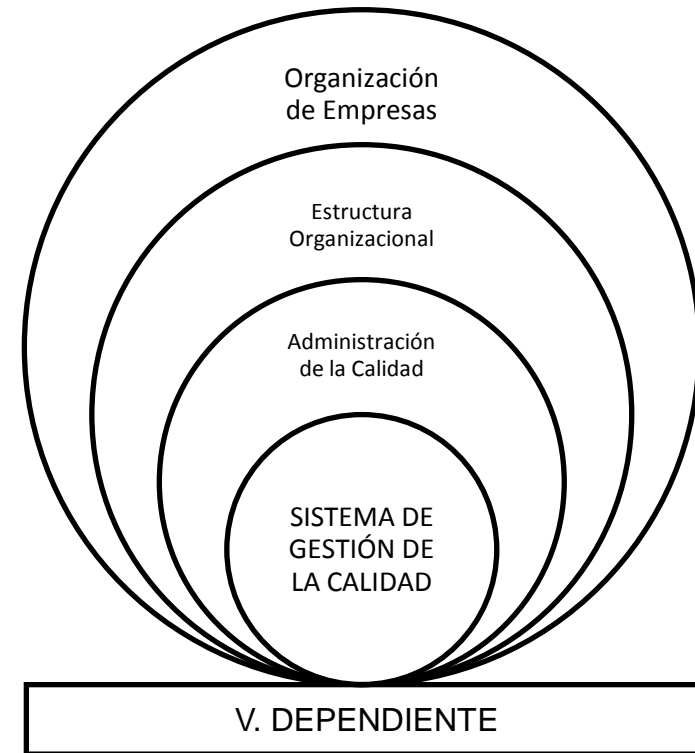 Organización
de Empresas
Estructura
Organizacional
Administración
de la Calidad
SISTEMA DE
GESTIÓN DE
LA CALIDAD
V. DEPENDIENTE